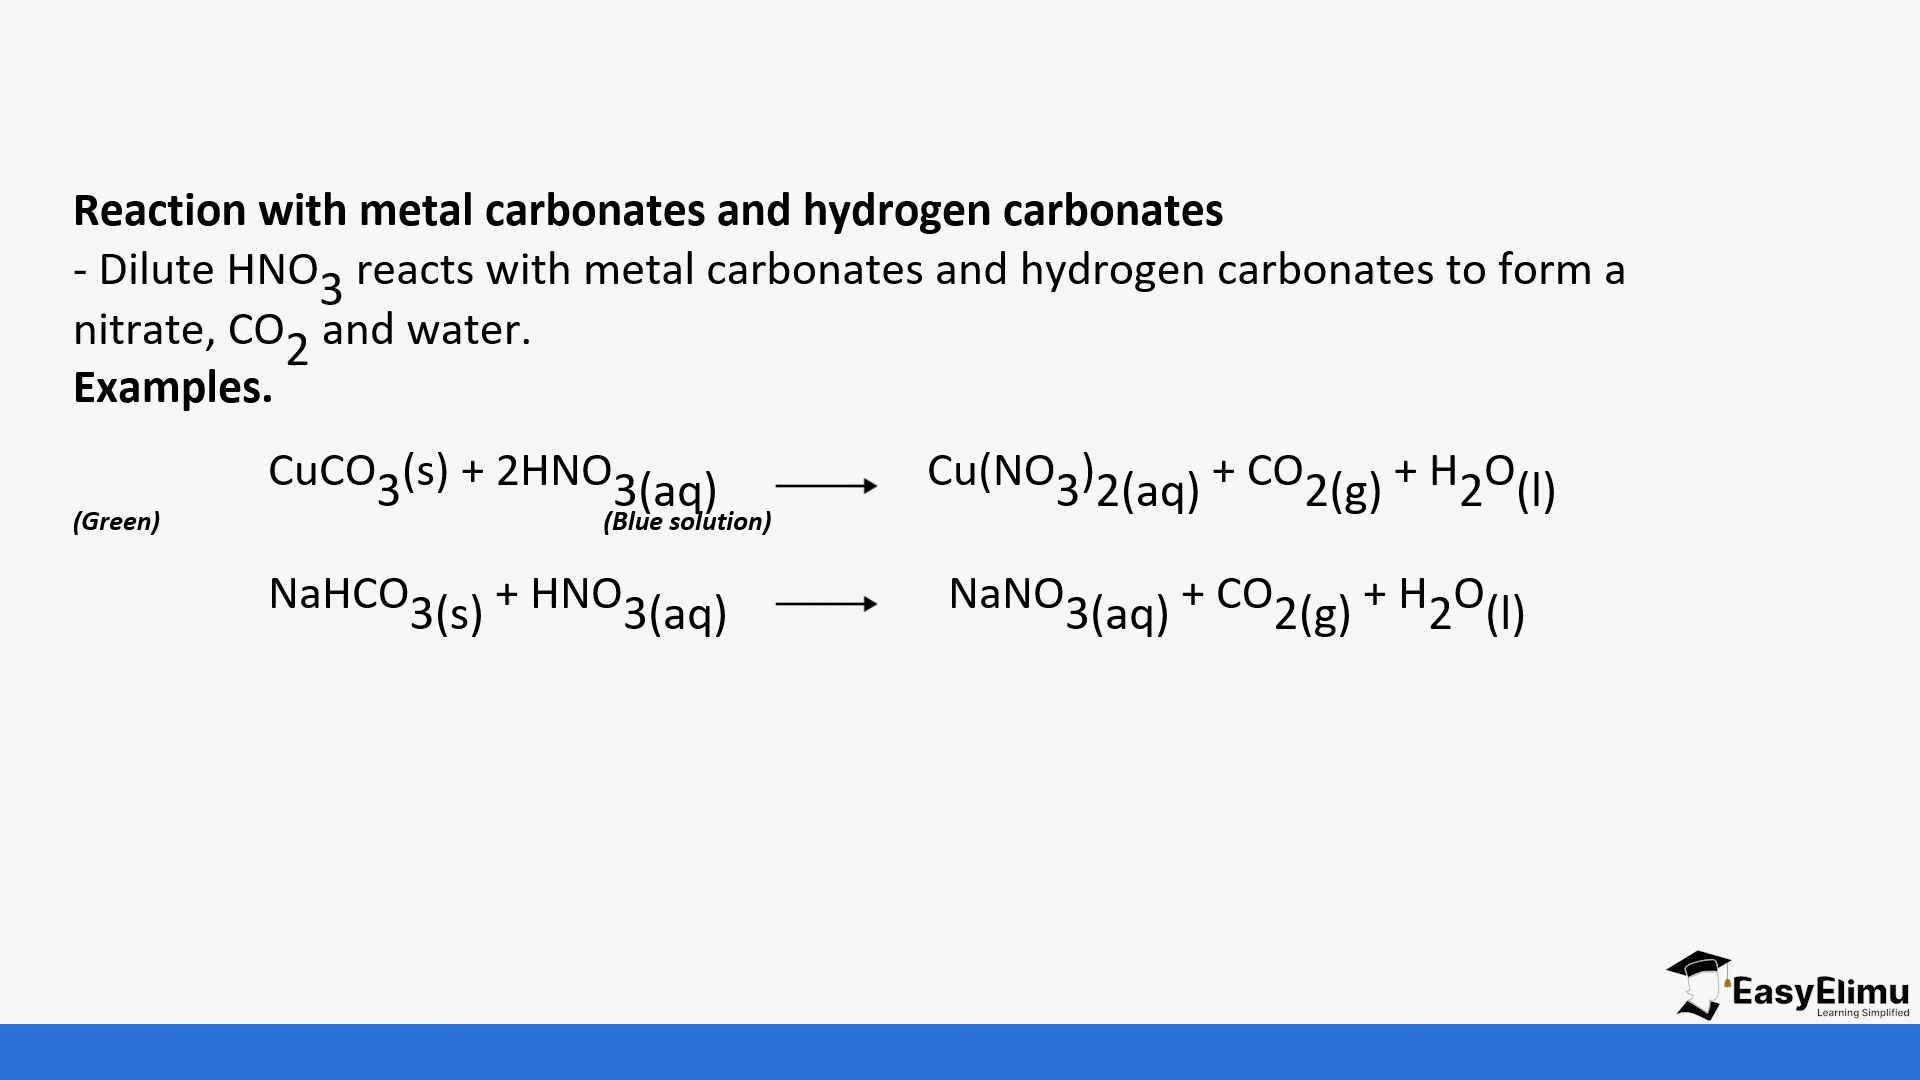 Reaction with metal carbonates and hydrogen carbonates
- Dilute HNO3 reacts with metal carbonates and hydrogen carbonates to form a
nitrate, CO2 and water.
Examples.
CuCO3(s) + 2HNO3(aq) ⟶ Cu(NO3)2(aq) + CO2(g) + H2O(l)
(Green) (Blue solution)
NaHCO3(s) + HNO3(aq) ⟶ NaNO3(aq) + CO2(g) + H2O(l)
EasyElimu
Learning Simplified